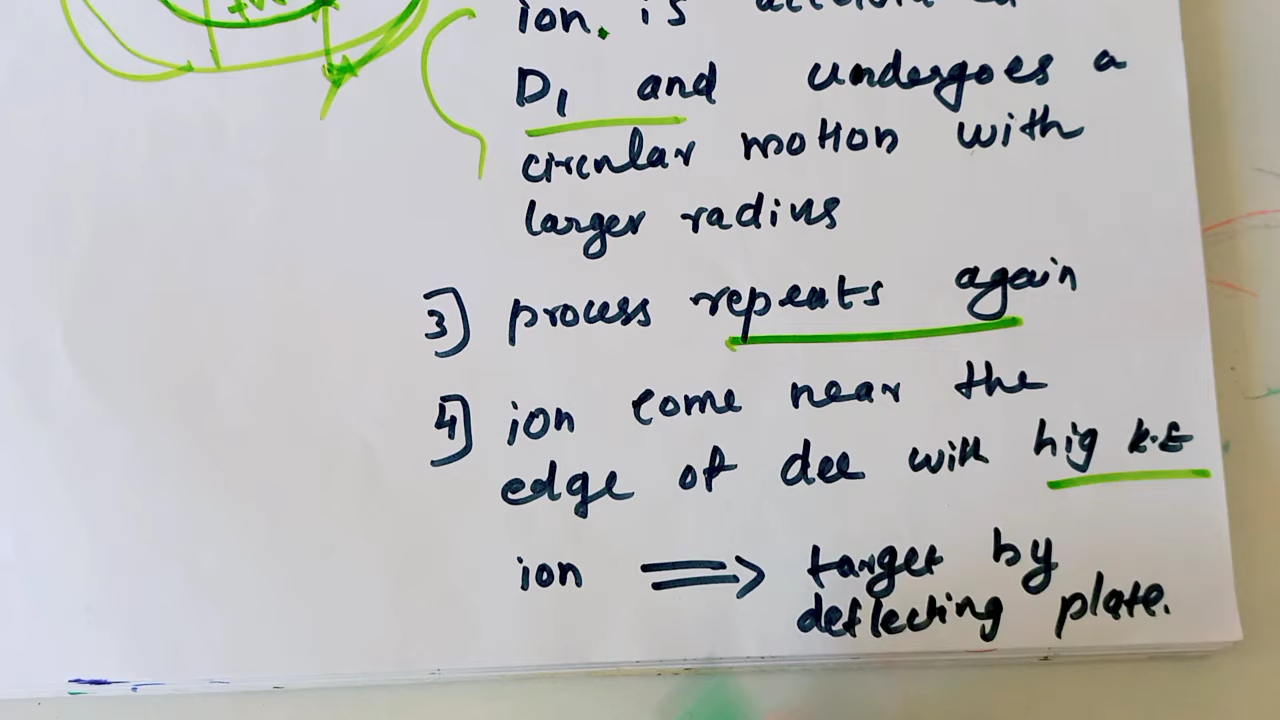 ion. is
D1 and undergoes a
circular motion with
larger radius
3] process repeats again
4] ion come near the
edge of dee with hig k.E
ion ⟹ target by
deflecting plate.